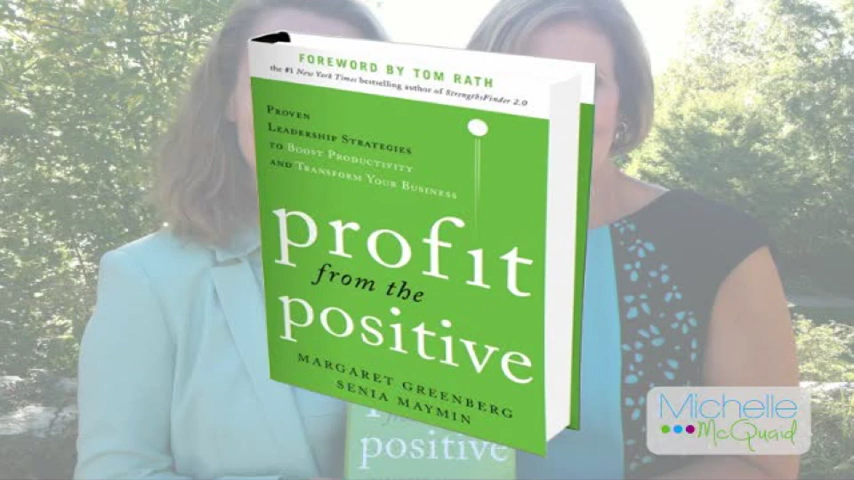 FOREWORD BY TOM RATH
the #1 New York Times bestselling author of StrengthsFinder 2.0
PROVEN
LEADERSHIP STRATEGIES
TO BOOST PRODUCTIVITY
AND TRANSFORM YOUR BUSINESS
profit
from the
positive
MARGARET GREENBERG
SENIA MAYMIN
positive
Michelle
McQuaid